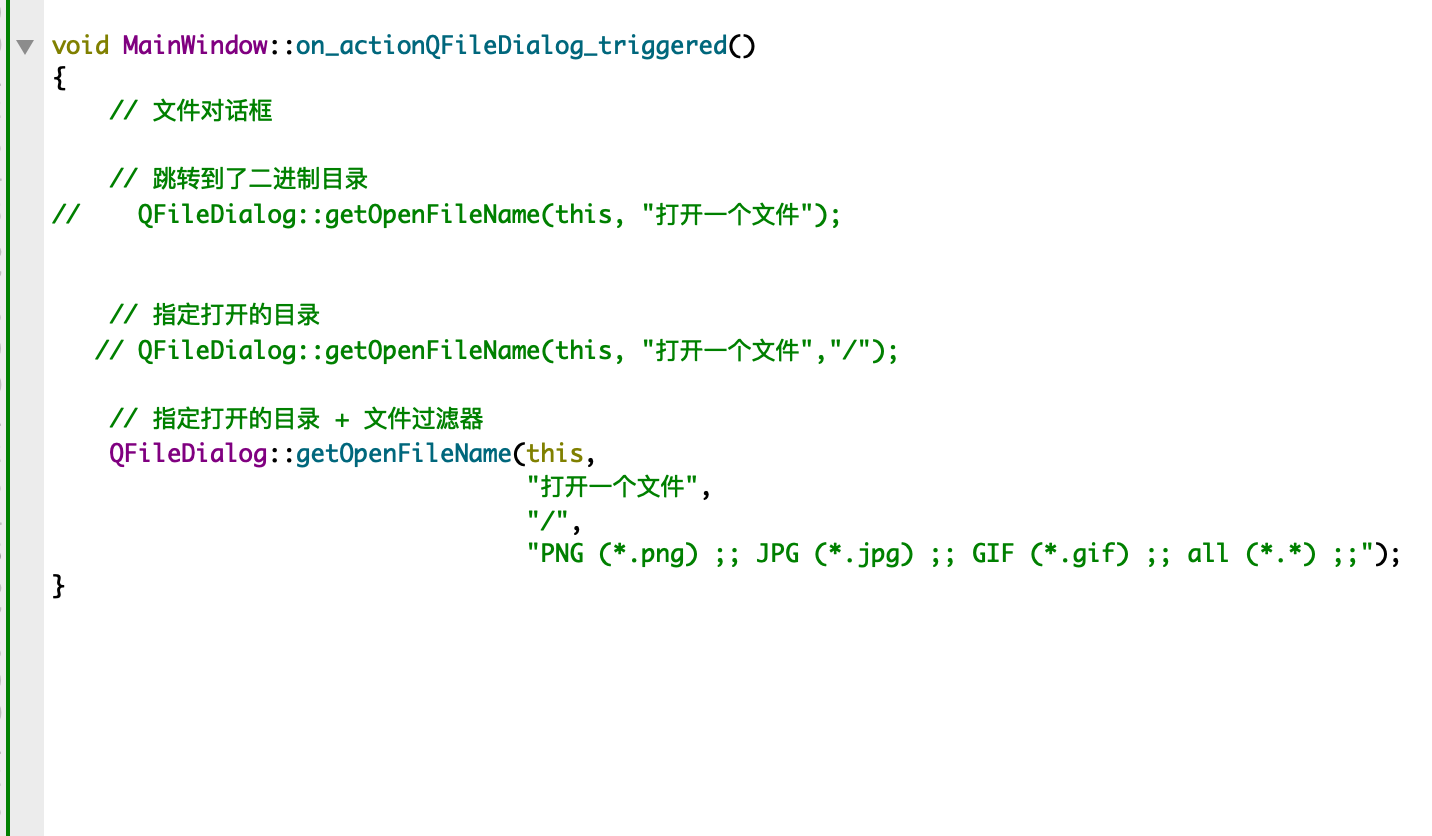 void MainWindow::on_actionQFileDialog_triggered()
{
    // 文件对话框
    // 跳转到了二进制目录
//    QFileDialog::getOpenFileName(this, "打开一个文件");
    // 指定打开的目录
   // QFileDialog::getOpenFileName(this, "打开一个文件","/");
    // 指定打开的目录 + 文件过滤器
    QFileDialog::getOpenFileName(this,
                                 "打开一个文件",
                                 "/",
                                 "PNG (*.png) ;; JPG (*.jpg) ;; GIF (*.gif) ;; all (*.*) ;;");
}